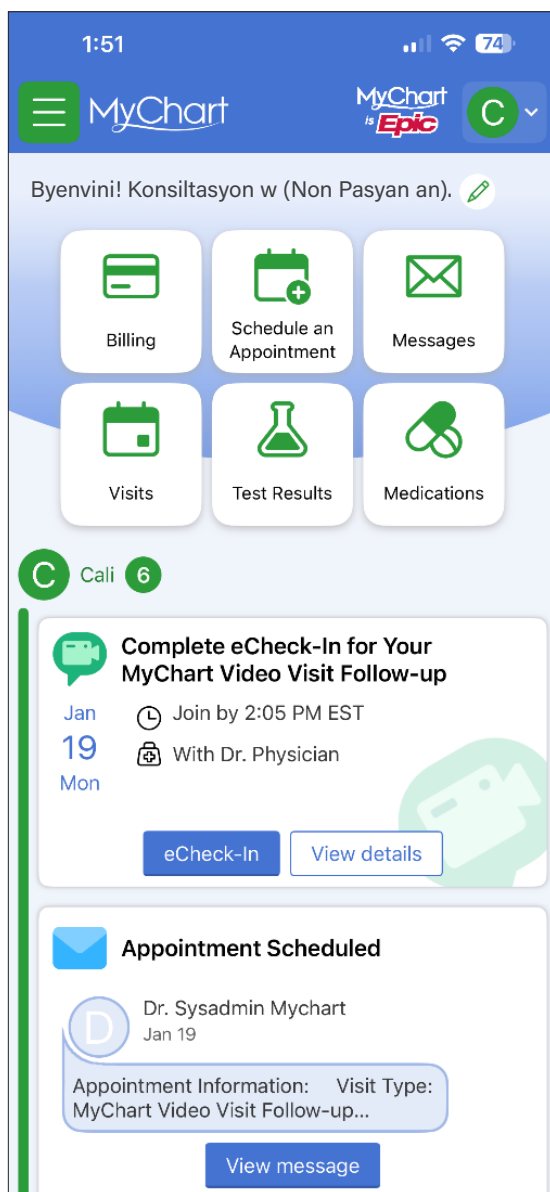 1:51
74
MyChart
MyChart
is Epic
C
Byenvini! Konsiltasyon w (Non Pasyan an).
Billing
Schedule an
Appointment
Messages
Visits
Test Results
Medications
C Cali 6
Complete eCheck-In for Your
MyChart Video Visit Follow-up
Jan
19
Mon
Join by 2:05 PM EST
With Dr. Physician
eCheck-In
View details
Appointment Scheduled
D
Dr. Sysadmin Mychart
Jan 19
Appointment Information: Visit Type:
MyChart Video Visit Follow-up...
View message